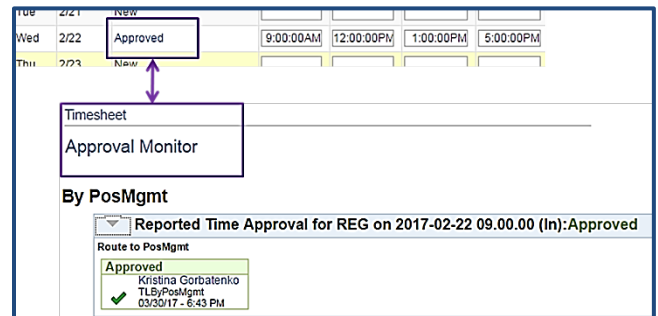 Tue 2/21 New
Wed 2/22 Approved 9:00:00AM 12:00:00PM 1:00:00PM 5:00:00PM
Thu 2/23 New
Timesheet
Approval Monitor
By PosMgmt
Reported Time Approval for REG on 2017-02-22 09.00.00 (In):Approved
Route to PosMgmt
Approved
Kristina Gorbatenko
TLByPosMgmt
03/30/17 - 6:43 PM